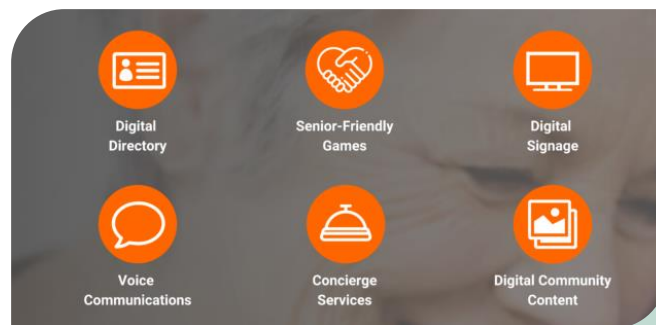 Digital
Directory
Senior-Friendly
Games
Digital
Signage
Voice
Communications
Concierge
Services
Digital Community
Content